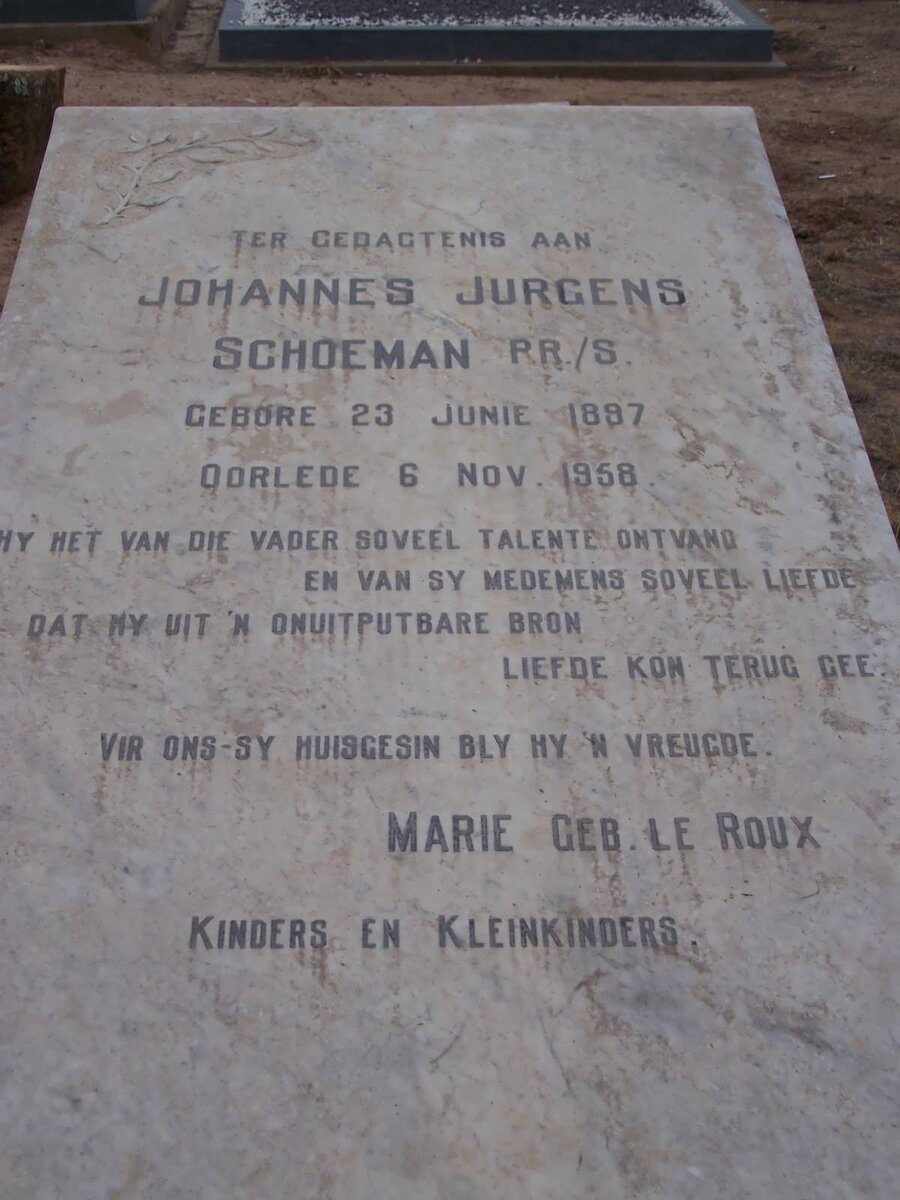 TER GEDAGTENIS AAN
JOHANNES JURGENS
SCHOEMAN PR./S.
GEBORE 23 JUNIE 1897
OORLEDE 6 NOV. 1958.
HY HET VAN DIE VADER SOVEEL TALENTE ONTVANG
EN VAN SY MEDEMENS SOVEEL LIEFDE
DAT HY UIT 'N ONUITPUTBARE BRON
LIEFDE KON TERUG GEE.
VIR ONS-SY HUISGESIN BLY HY 'N VREUGDE.
MARIE GEB. LE ROUX
KINDERS EN KLEINKINDERS.